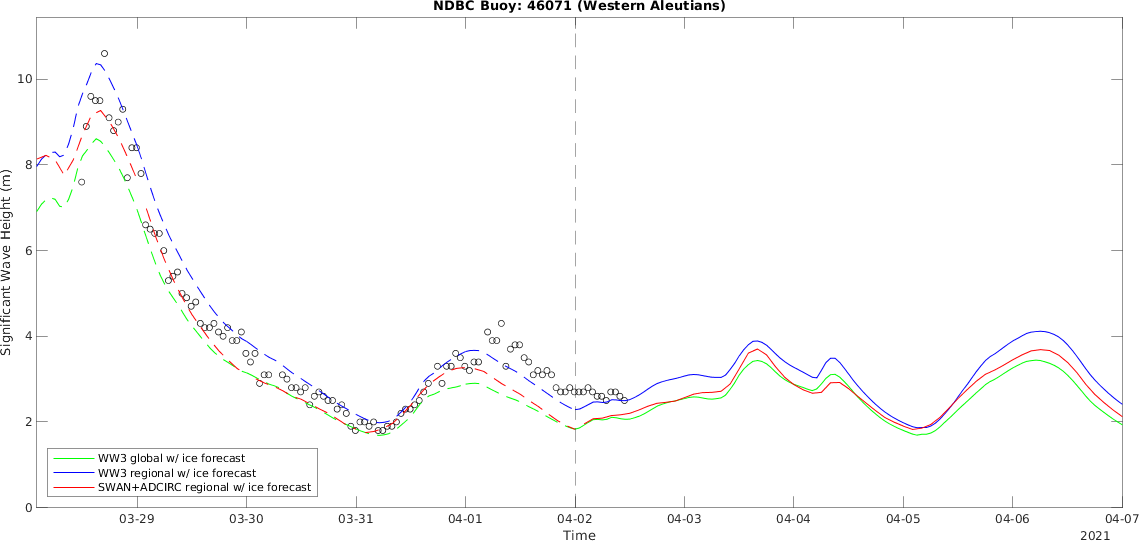 NDBC Buoy: 46071 (Western Aleutians)
Significant Wave Height (m)
10
8
6
4
2
0
WW3 global w/ ice forecast
WW3 regional w/ ice forecast
SWAN+ADCIRC regional w/ ice forecast
03-29 03-30 03-31 04-01 04-02 04-03 04-04 04-05 04-06 04-07
Time
2021